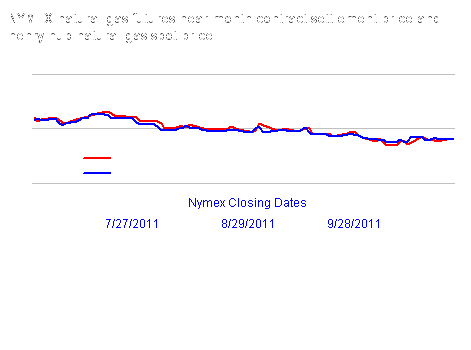 NYMEX natural gas futures near-month contract settlement price and
henry hub natural gas spot price
Nymex Closing Dates
7/27/2011 8/29/2011 9/28/2011